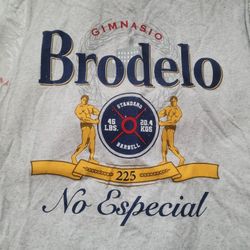 GIMNASIO
Brodelo
STANDARD
45 LBS.
20.4 KGS
BARBELL
225
No Especial